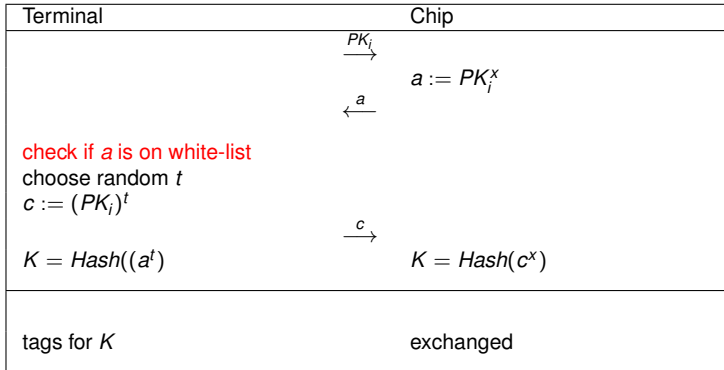 Terminal Chip
PK_i
→
a := PK_i^x
a
←
check if a is on white-list
choose random t
c := (PK_i)^t
c
→
K = Hash((a^t) K = Hash(c^x)
tags for K exchanged